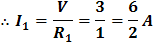 ∴ I₁ = V/R₁ = 3/1 = 6/2 A